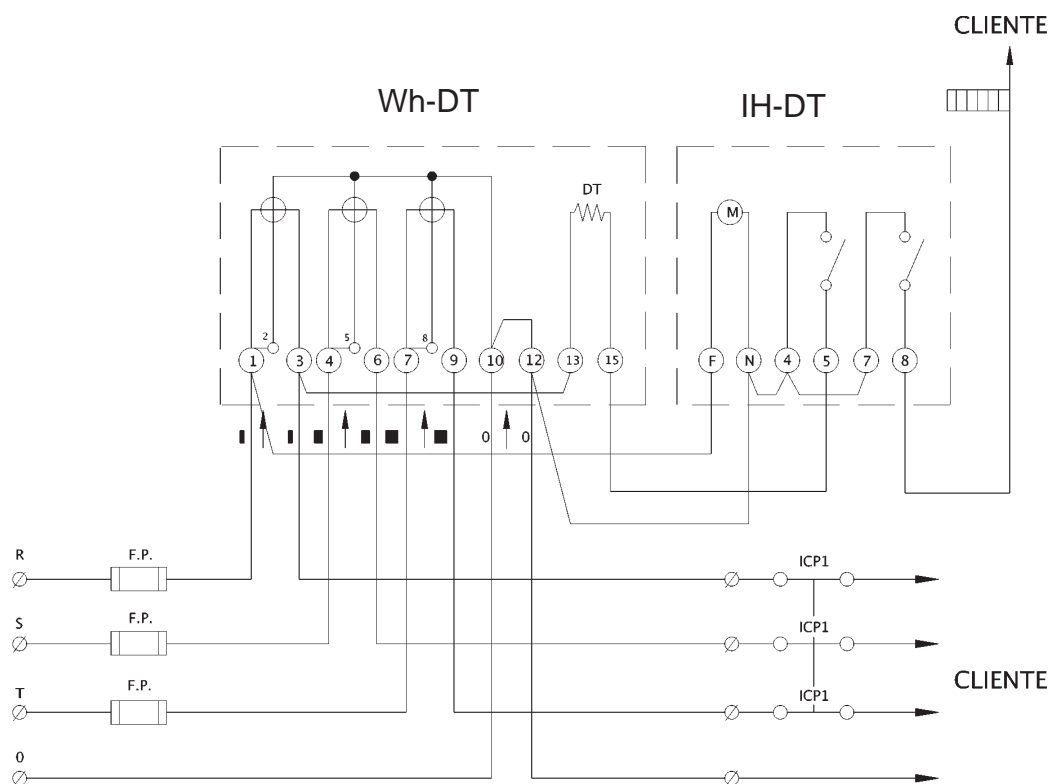 CLIENTE
Wh-DT IH-DT
DT
M
2 5 8
1 3 4 6 7 9 10 12 13 15 F N 4 5 7 8
0 0
R F.P. ICP1
S F.P. ICP1
T F.P. ICP1
CLIENTE
0